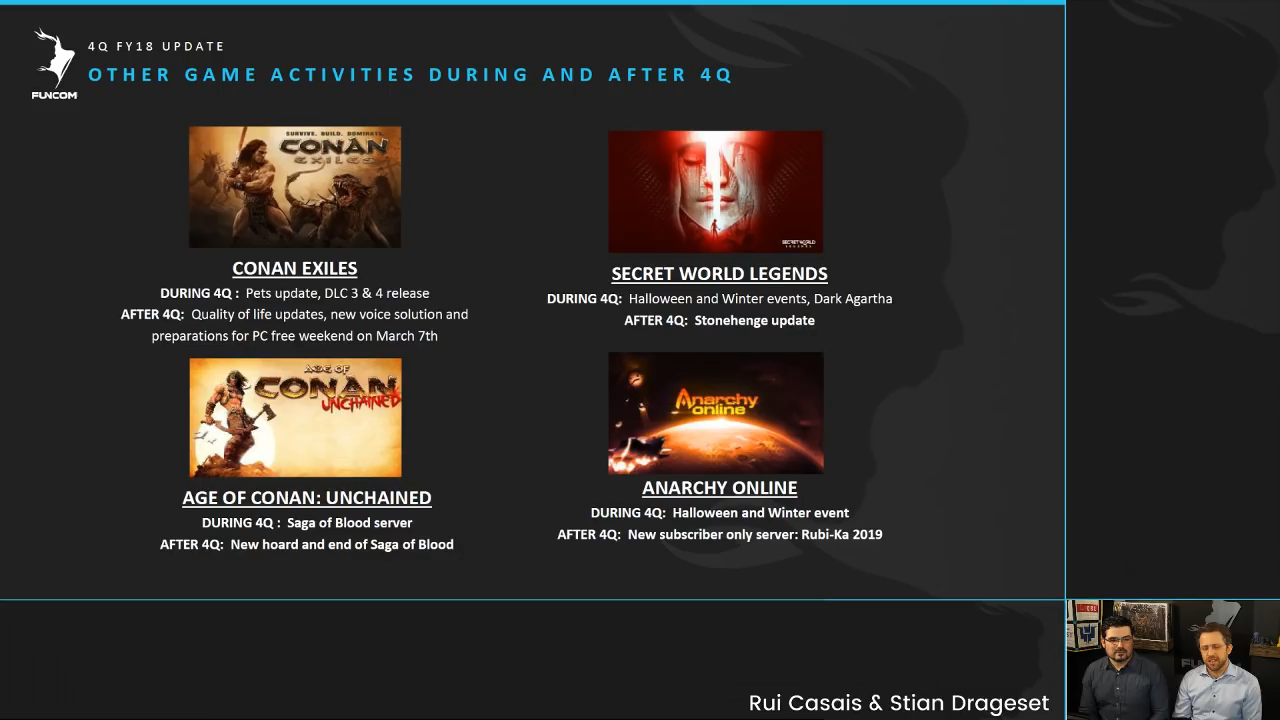 4Q FY18 UPDATE
OTHER GAME ACTIVITIES DURING AND AFTER 4Q
FUNCOM
SURVIVE. BUILD. DOMINATE.
CONAN
EXILES
CONAN EXILES
DURING 4Q : Pets update, DLC 3 & 4 release
AFTER 4Q: Quality of life updates, new voice solution and
preparations for PC free weekend on March 7th
SECRET WORLD
LEGENDS
SECRET WORLD LEGENDS
DURING 4Q: Halloween and Winter events, Dark Agartha
AFTER 4Q: Stonehenge update
AGE OF
CONAN
UNCHAINED
AGE OF CONAN: UNCHAINED
DURING 4Q : Saga of Blood server
AFTER 4Q: New hoard and end of Saga of Blood
Anarchy
online
ANARCHY ONLINE
DURING 4Q: Halloween and Winter event
AFTER 4Q: New subscriber only server: Rubi-Ka 2019
Rui Casais & Stian Drageset